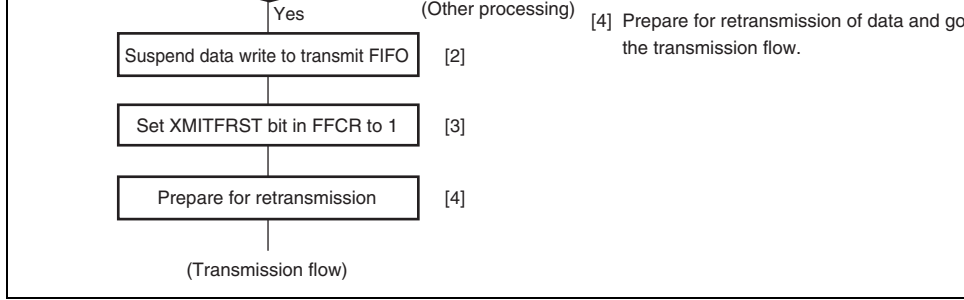 Yes
(Other processing)
[4] Prepare for retransmission of data and go
the transmission flow.
Suspend data write to transmit FIFO [2]
Set XMITFRST bit in FFCR to 1 [3]
Prepare for retransmission [4]
(Transmission flow)